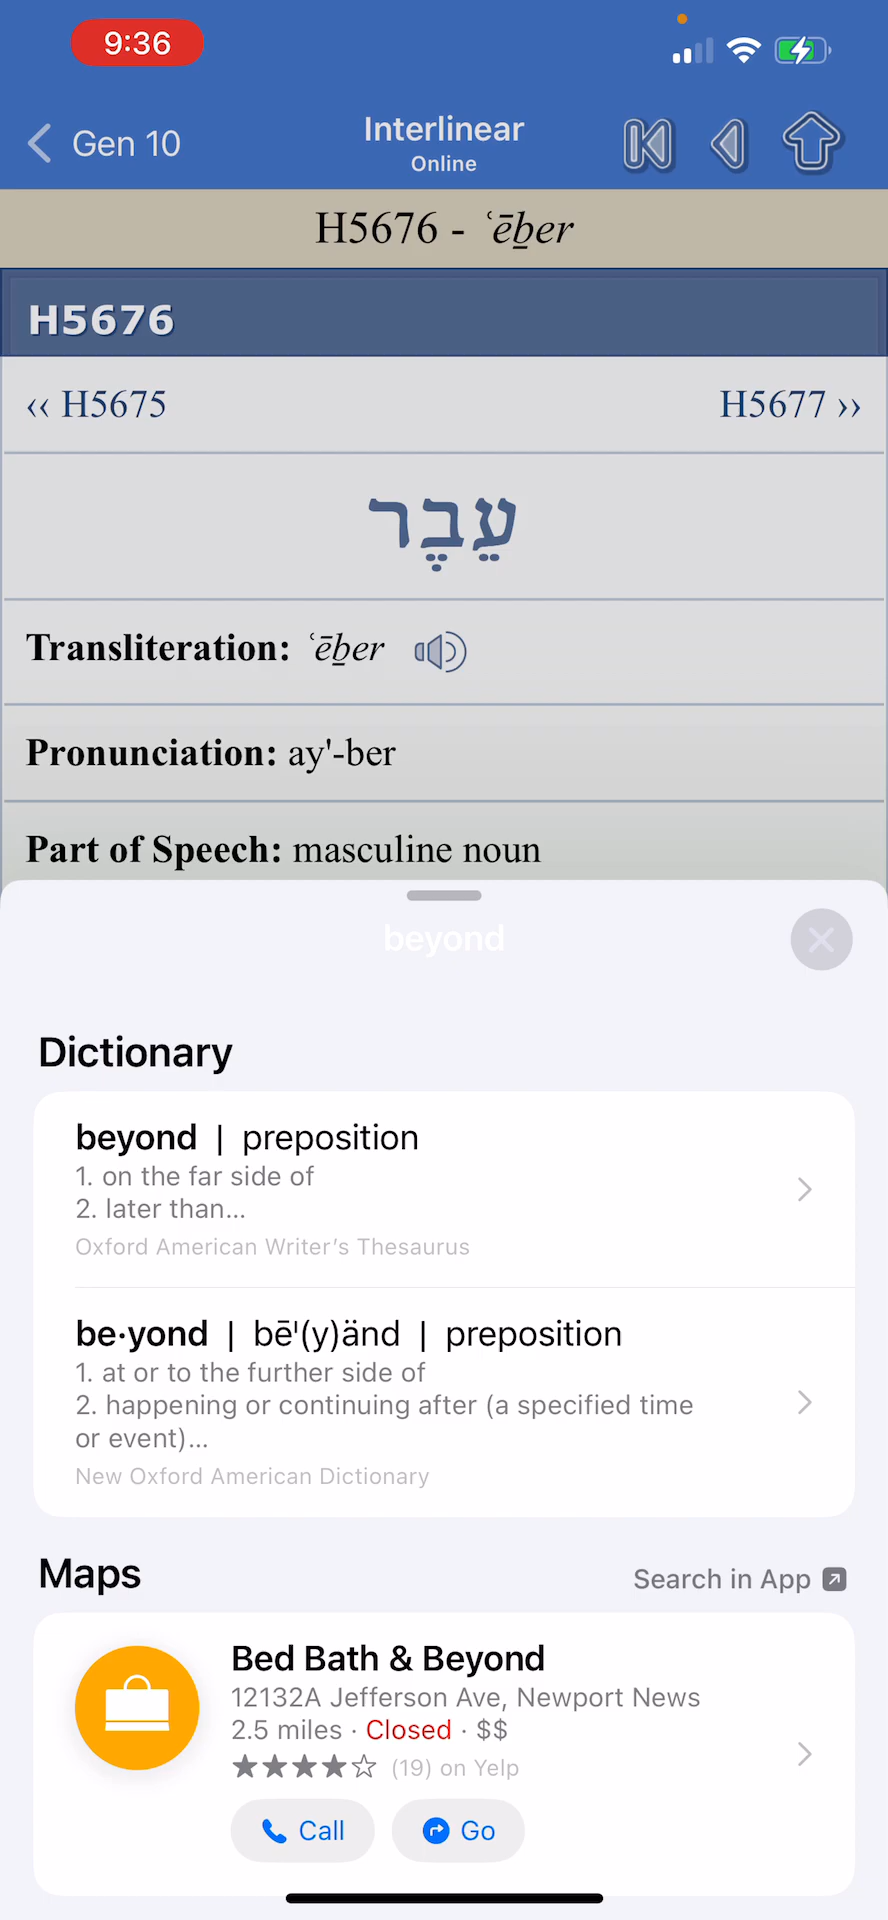 9:36
Gen 10
Interlinear
Online
H5676 - ʿēḇer
H5676
‹‹ H5675
H5677 ››
עֵבֶר
Transliteration: ʿēḇer
Pronunciation: ay'-ber
Part of Speech: masculine noun
beyond
Dictionary
beyond | preposition
1. on the far side of
2. later than...
Oxford American Writer’s Thesaurus
be·yond | bē'(y)änd | preposition
1. at or to the further side of
2. happening or continuing after (a specified time
or event)...
New Oxford American Dictionary
Maps
Search in App
Bed Bath & Beyond
12132A Jefferson Ave, Newport News
2.5 miles · Closed · $$
(19) on Yelp
Call
Go